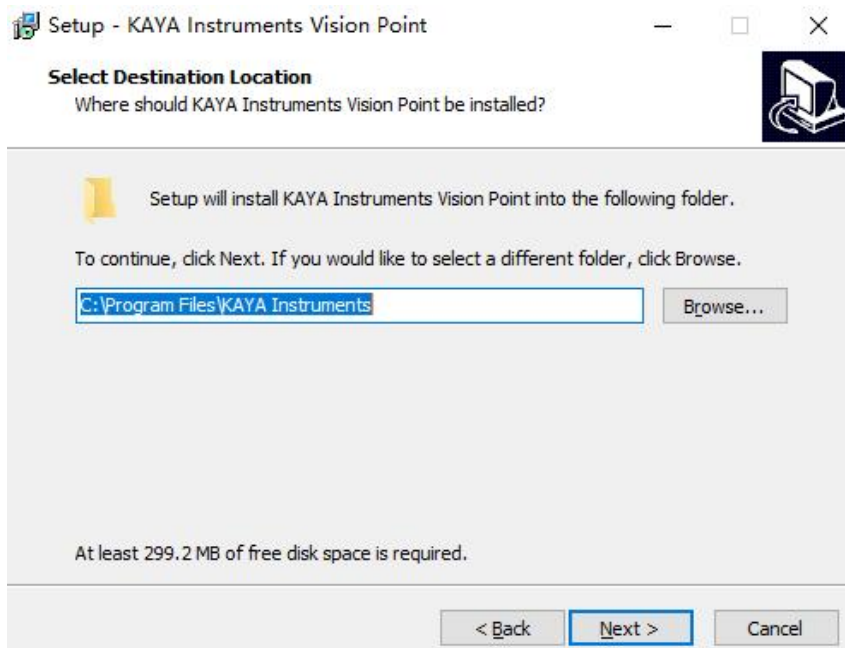 Setup - KAYA Instruments Vision Point
Select Destination Location
Where should KAYA Instruments Vision Point be installed?
Setup will install KAYA Instruments Vision Point into the following folder.
To continue, click Next. If you would like to select a different folder, click Browse.
C:\Program Files\KAYA Instruments
Browse...
At least 299.2 MB of free disk space is required.
< Back
Next >
Cancel